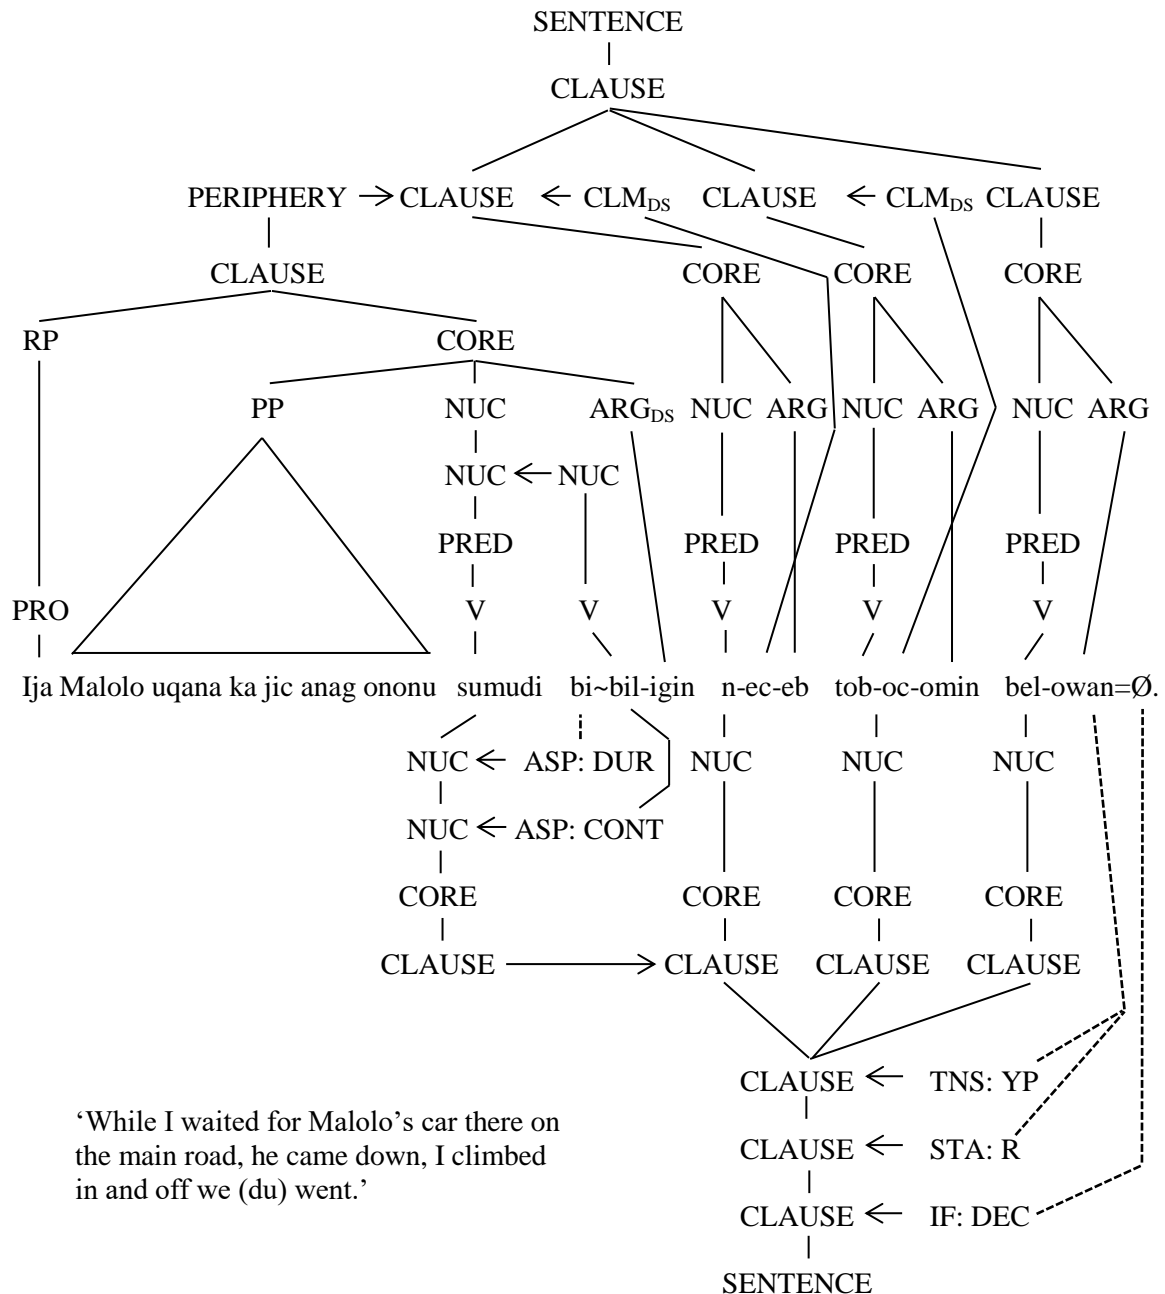 SENTENCE
CLAUSE
PERIPHERY CLAUSE CLM_DS CLAUSE CLM_DS CLAUSE
CLAUSE CORE CORE CORE
RP CORE
PP NUC ARG_DS NUC ARG NUC ARG NUC ARG
NUC NUC
PRED PRED PRED PRED
PRO V V V V V
Ija Malolo uqana ka jic anag ononu sumudi bi~bil-igin n-ec-eb tob-oc-omin bel-owan=Ø.
NUC ASP: DUR NUC NUC NUC
NUC ASP: CONT
CORE CORE CORE CORE
CLAUSE CLAUSE CLAUSE CLAUSE
CLAUSE TNS: YP
‘While I waited for Malolo’s car there on
the main road, he came down, I climbed
in and off we (du) went.’
CLAUSE STA: R
CLAUSE IF: DEC
SENTENCE